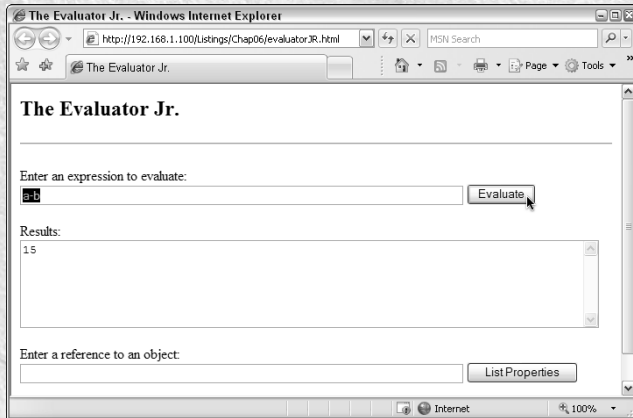 The Evaluator Jr. - Windows Internet Explorer
http://192.168.1.100/Listings/Chap06/evaluatorJR.html
MSN Search
The Evaluator Jr.
Page
Tools
The Evaluator Jr.
Enter an expression to evaluate:
a-b
Evaluate
Results:
15
Enter a reference to an object:
List Properties
Internet
100%